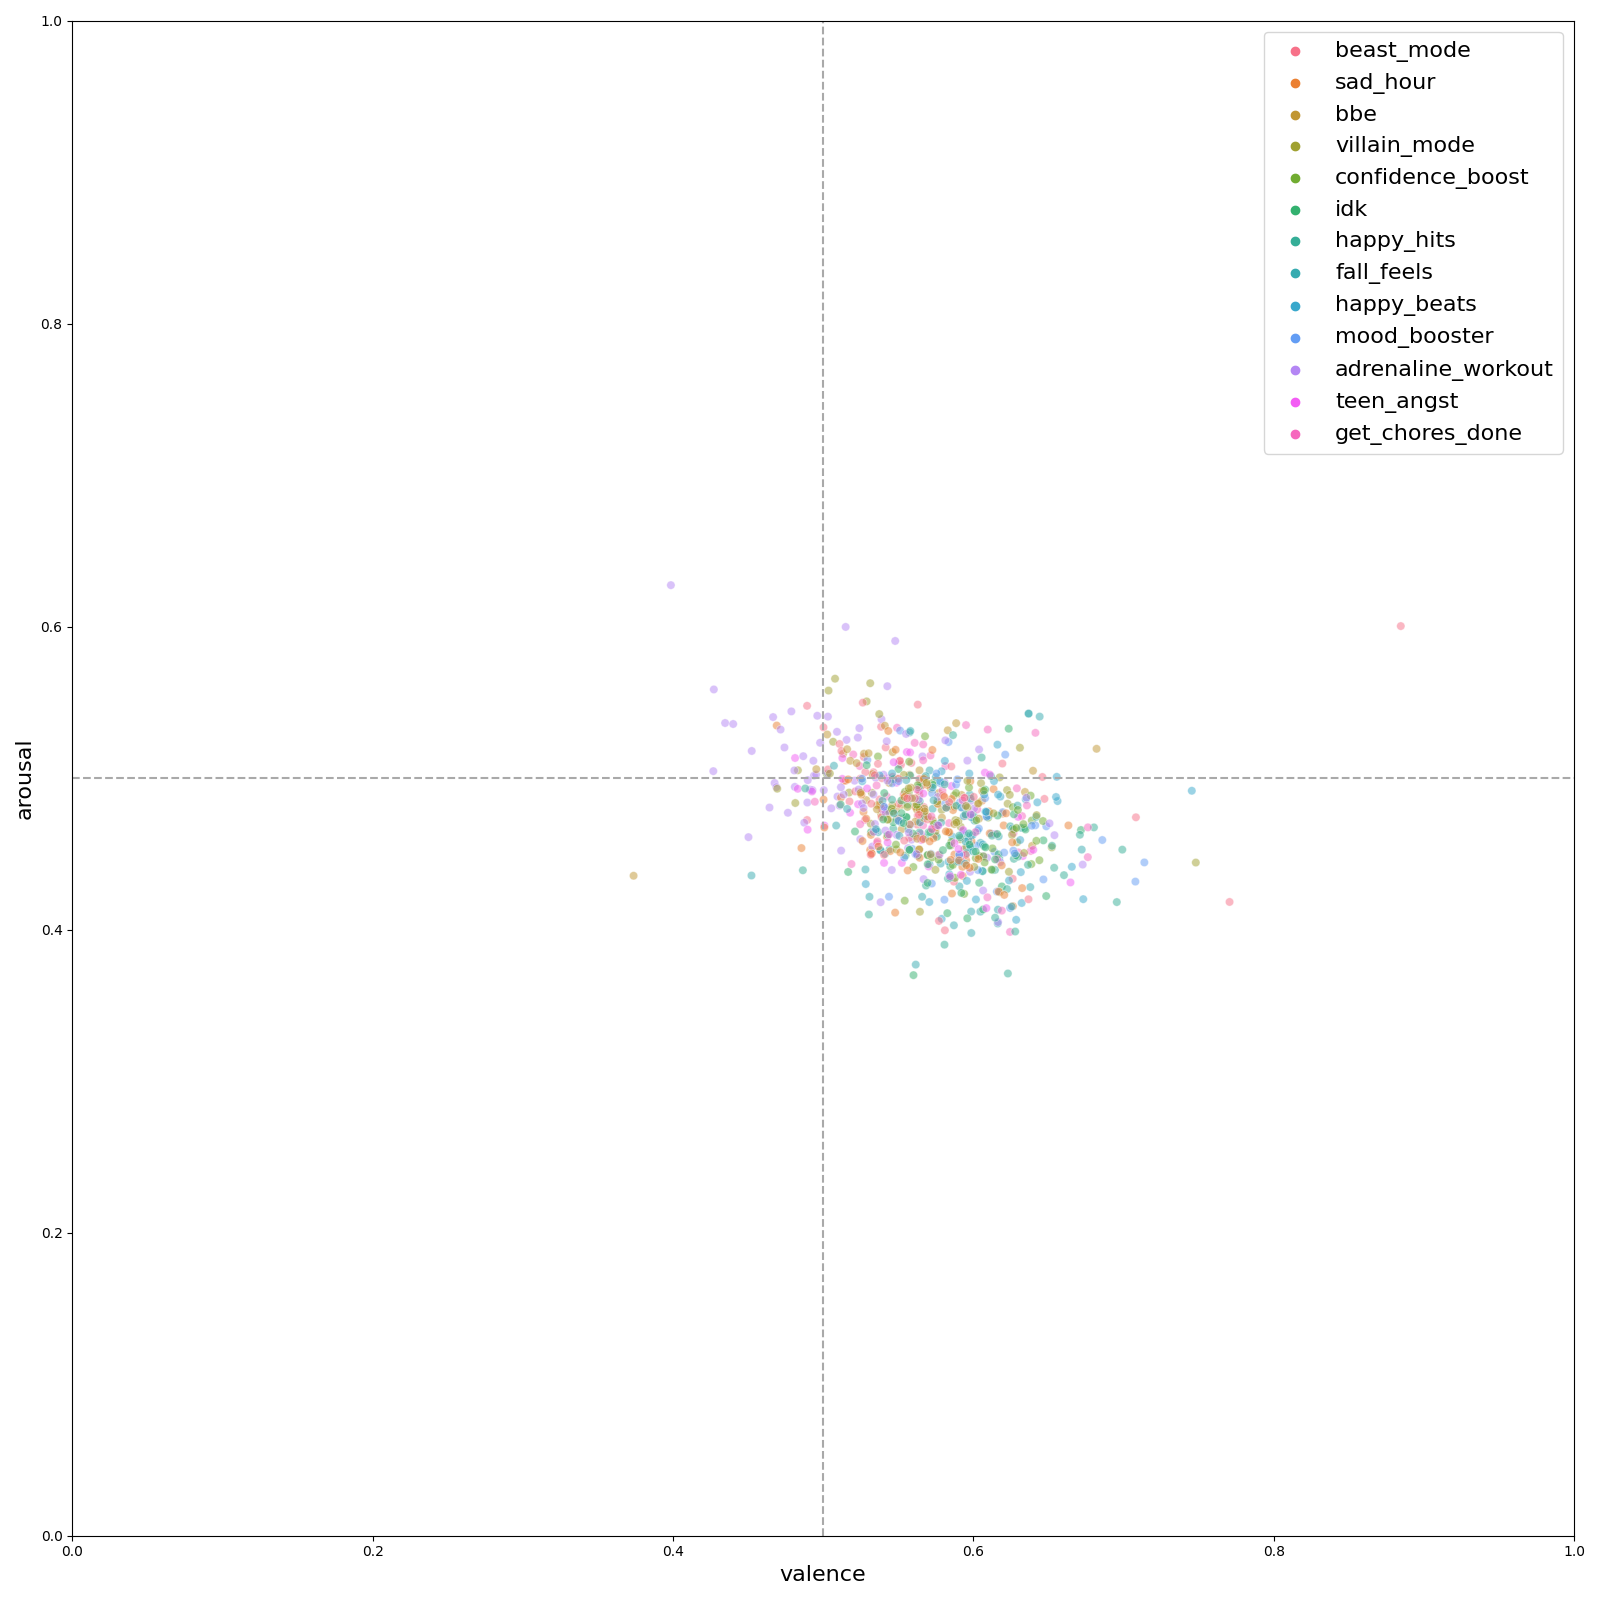 1.0
0.8
0.6
0.4
0.2
0.0
arousal
0.0 0.2 0.4 0.6 0.8 1.0
valence
beast_mode
sad_hour
bbe
villain_mode
confidence_boost
idk
happy_hits
fall_feels
happy_beats
mood_booster
adrenaline_workout
teen_angst
get_chores_done